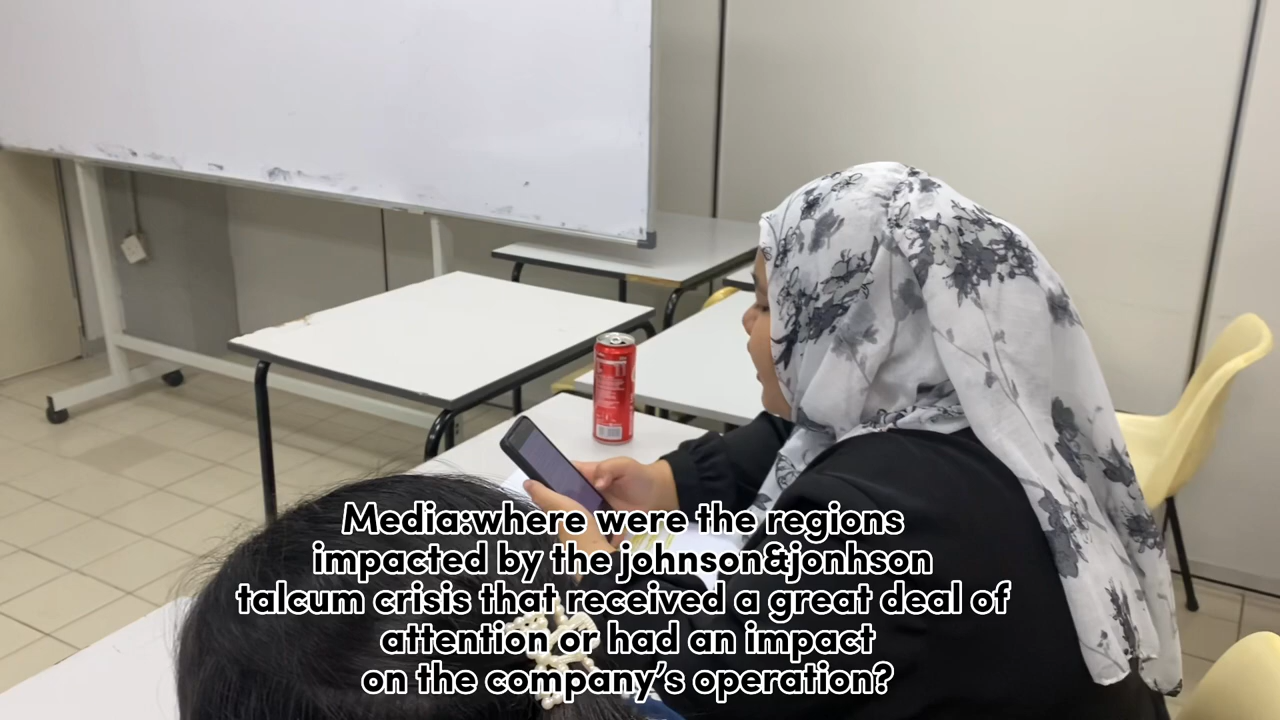 Media:where were the regions
impacted by the johnson&jonhson
talcum crisis that received a great deal of
attention or had an impact
on the company's operation?